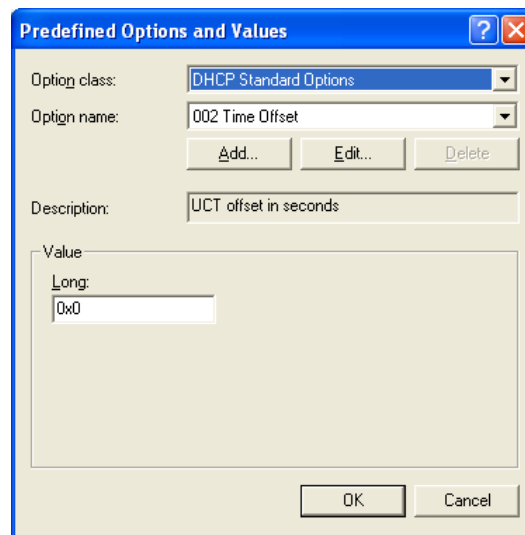 Predefined Options and Values
Option class: DHCP Standard Options
Option name: 002 Time Offset
Add... Edit... Delete
Description: UCT offset in seconds
Value
Long:
0x0
OK Cancel